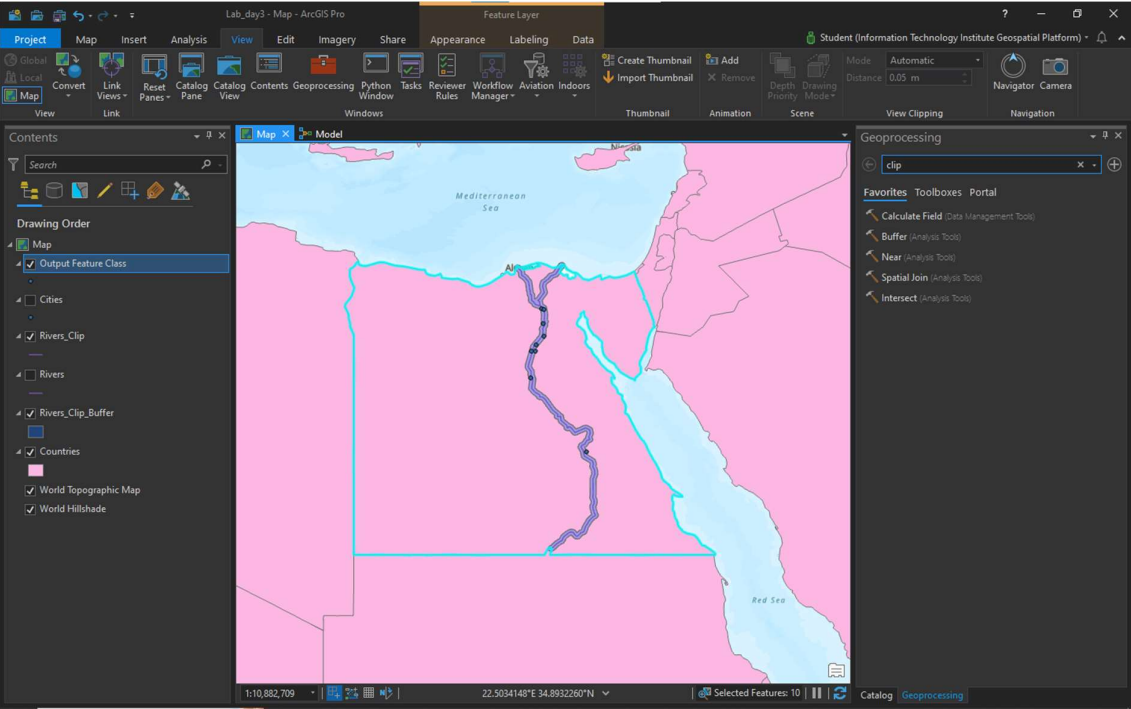 Lab_day3 - Map - ArcGIS Pro
Feature Layer
?
Project Map Insert Analysis View Edit Imagery Share Appearance Labeling Data
Student (Information Technology Institute Geospatial Platform)
Global
Local
Map
Convert
Link Views
Reset Panes
Catalog Pane
Catalog View
Contents
Geoprocessing
Python Window
Tasks
Reviewer Rules
Workflow Manager
Aviation
Indoors
Create Thumbnail
Import Thumbnail
Add
Remove
Depth Priority
Drawing Mode
Mode Automatic
Distance 0.05 m
Navigator
Camera
View Link Windows Thumbnail Animation Scene View Clipping Navigation
Contents
Search
Drawing Order
Map
Output Feature Class
Cities
Rivers_Clip
Rivers
Rivers_Clip_Buffer
Countries
World Topographic Map
World Hillshade
Map
Model
Mediterranean
Sea
Red Sea
1:10,882,709
22.5034148°E 34.8932260°N
Selected Features: 10
Geoprocessing
clip
Favorites Toolboxes Portal
Calculate Field (Data Management Tools)
Buffer (Analysis Tools)
Near (Analysis Tools)
Spatial Join (Analysis Tools)
Intersect (Analysis Tools)
Catalog Geoprocessing